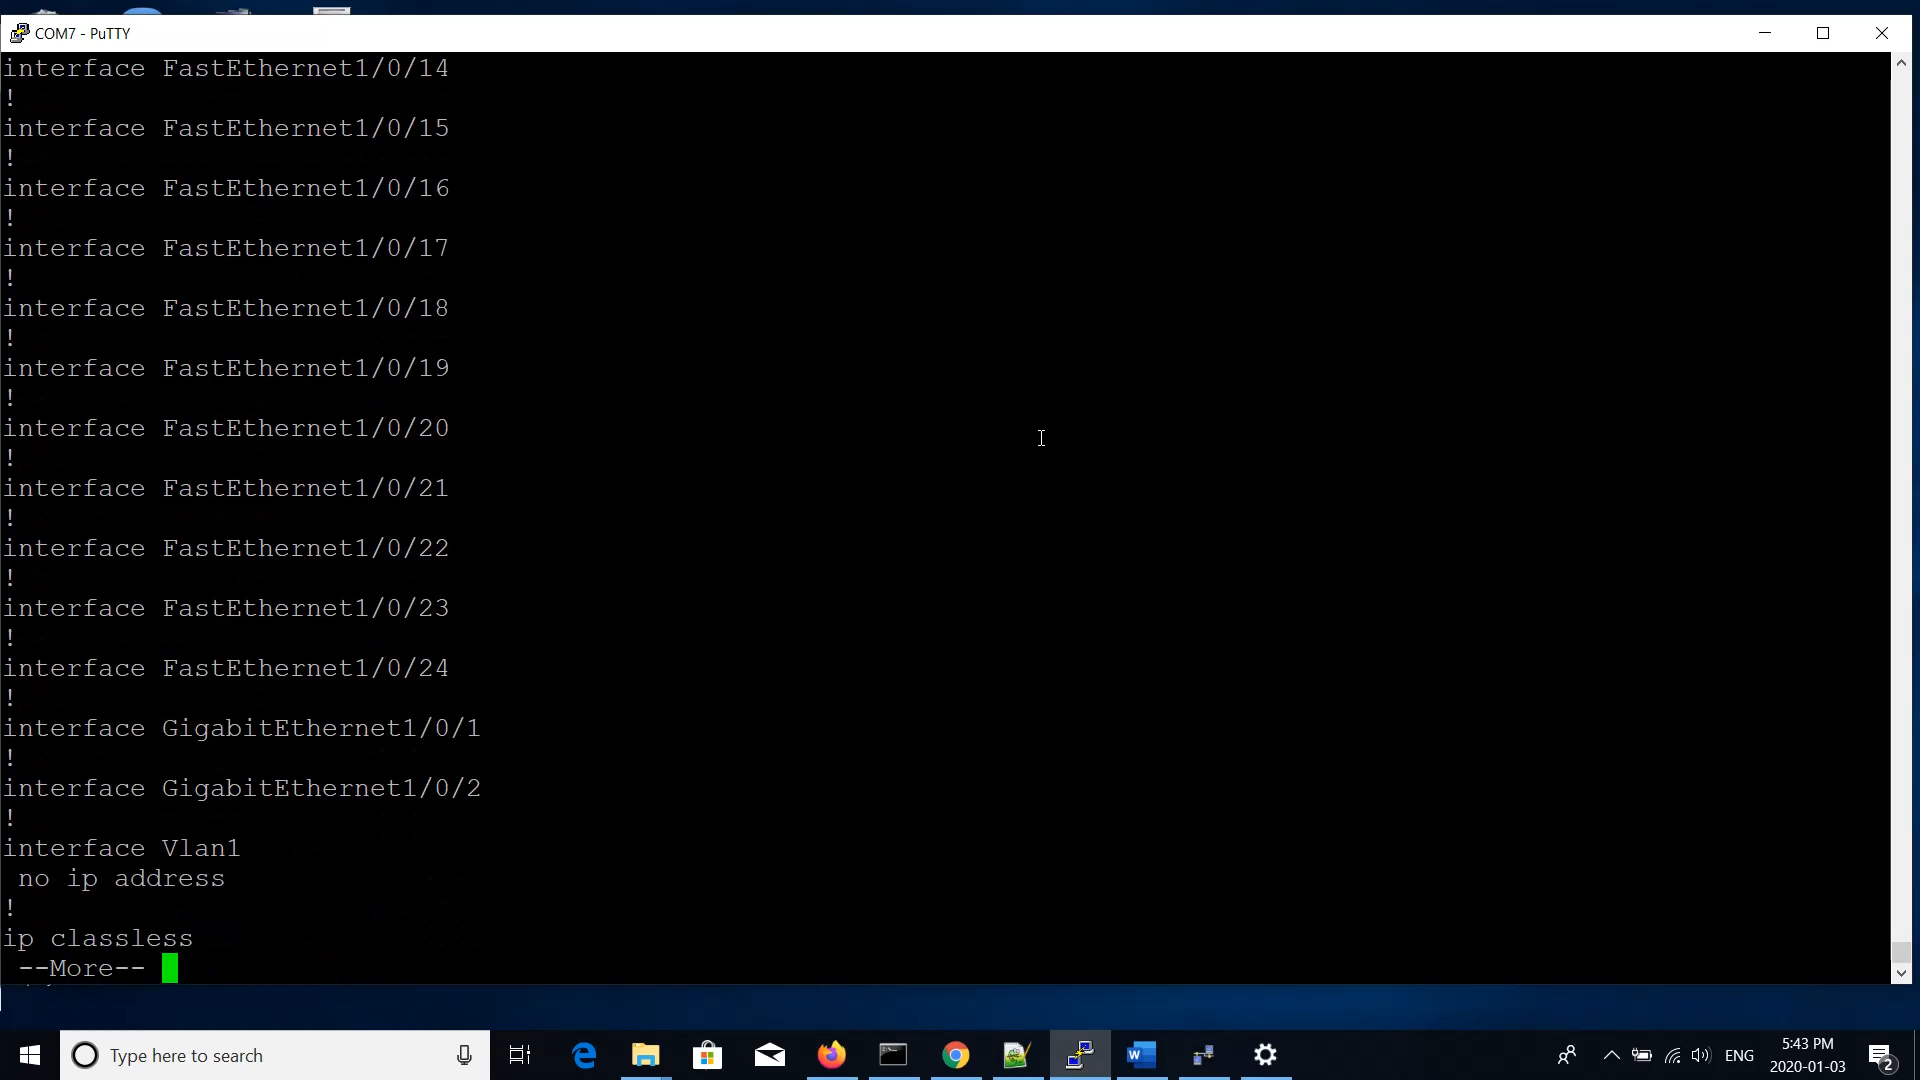 COM7 - PuTTY
interface FastEthernet1/0/14
!
interface FastEthernet1/0/15
!
interface FastEthernet1/0/16
!
interface FastEthernet1/0/17
!
interface FastEthernet1/0/18
!
interface FastEthernet1/0/19
!
interface FastEthernet1/0/20
!
interface FastEthernet1/0/21
!
interface FastEthernet1/0/22
!
interface FastEthernet1/0/23
!
interface FastEthernet1/0/24
!
interface GigabitEthernet1/0/1
!
interface GigabitEthernet1/0/2
!
interface Vlan1
 no ip address
!
ip classless
 --More--
Type here to search
ENG
5:43 PM
2020-01-03
2